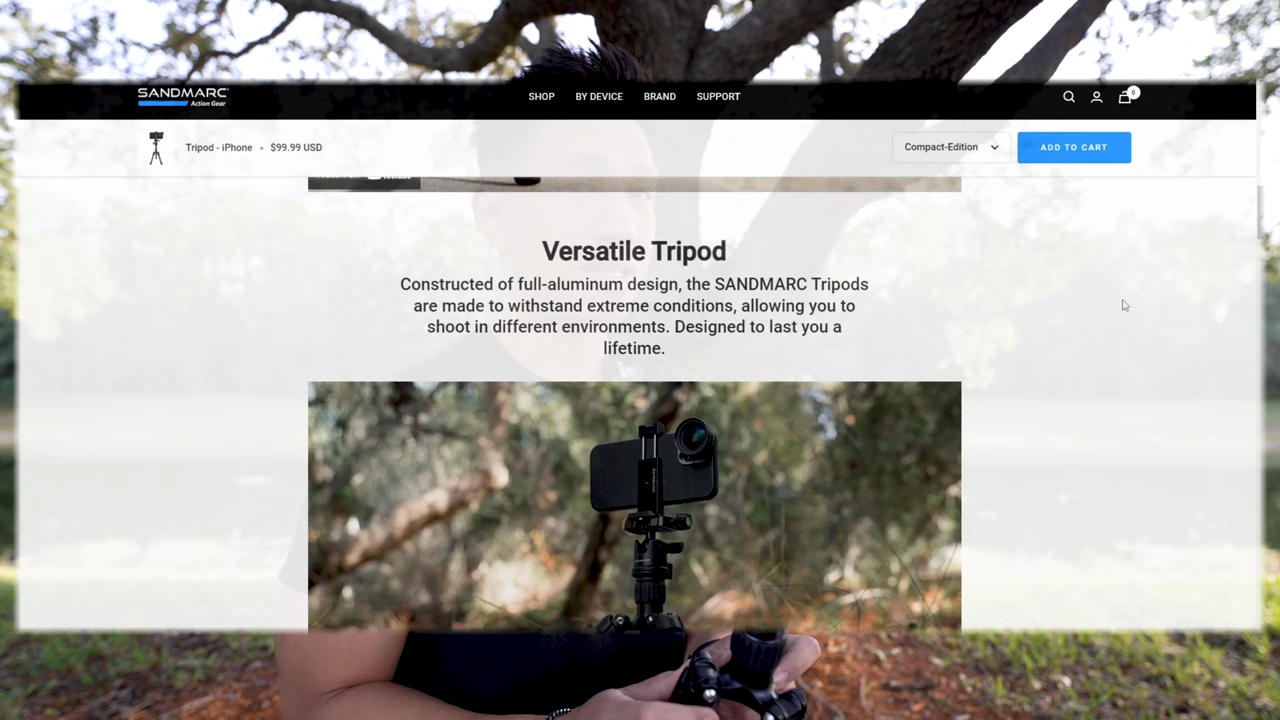 SANDMARC
Action Gear
SHOP BY DEVICE BRAND SUPPORT
0
Tripod - iPhone • $99.99 USD
Compact-Edition
ADD TO CART
Versatile Tripod
Constructed of full-aluminum design, the SANDMARC Tripods
are made to withstand extreme conditions, allowing you to
shoot in different environments. Designed to last you a
lifetime.